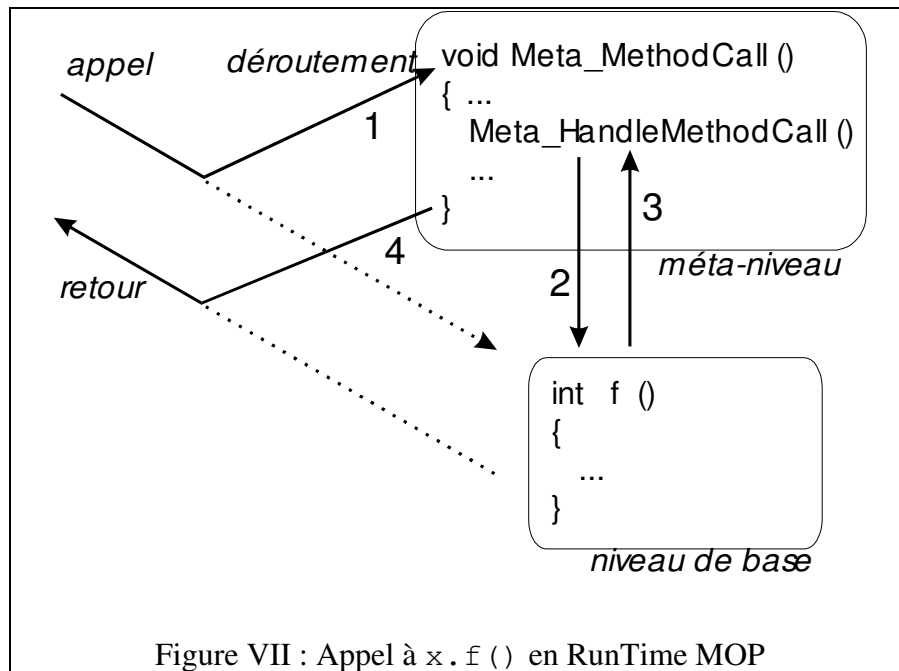 appel
déroutement
void Meta_MethodCall ()
{ ...
Meta_HandleMethodCall ()
...
}
1
2
3
4
retour
méta-niveau
int f ()
{
...
}
niveau de base
Figure VII : Appel à x.f() en RunTime MOP